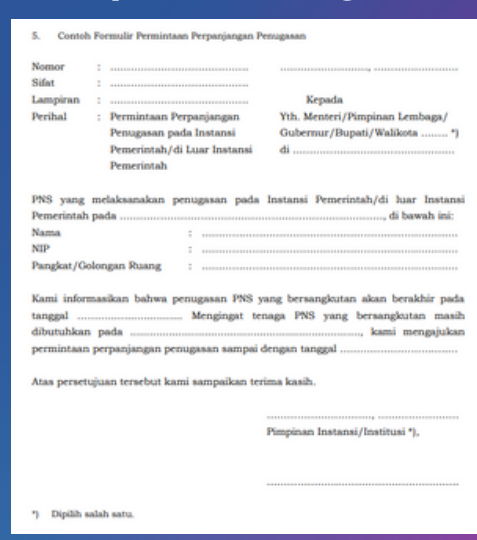 5. Contoh Formulir Permintaan Perpanjangan Penugasan
Nomor : ............................................ ............................, ..........................
Sifat : ............................................
Lampiran : ............................................ Kepada
Perihal : Permintaan Perpanjangan Yth. Menteri/Pimpinan Lembaga/
Penugasan pada Instansi Gubernur/Bupati/Walikota ........ *)
Pemerintah/di Luar Instansi di ..................................................
Pemerintah
PNS yang melaksanakan penugasan pada Instansi Pemerintah/di luar Instansi
Pemerintah pada ................................................................................, di bawah ini:
Nama : ................................................................................
NIP : ................................................................................
Pangkat/Golongan Ruang : ................................................................................
Kami informasikan bahwa penugasan PNS yang bersangkutan akan berakhir pada
tanggal ................................ Mengingat tenaga PNS yang bersangkutan masih
dibutuhkan pada ......................................................................, kami mengajukan
permintaan perpanjangan penugasan sampai dengan tanggal ....................................
Atas persetujuan tersebut kami sampaikan terima kasih.
................................, ..........................
Pimpinan Instansi/Institusi *),
............................................................
*) Dipilih salah satu.